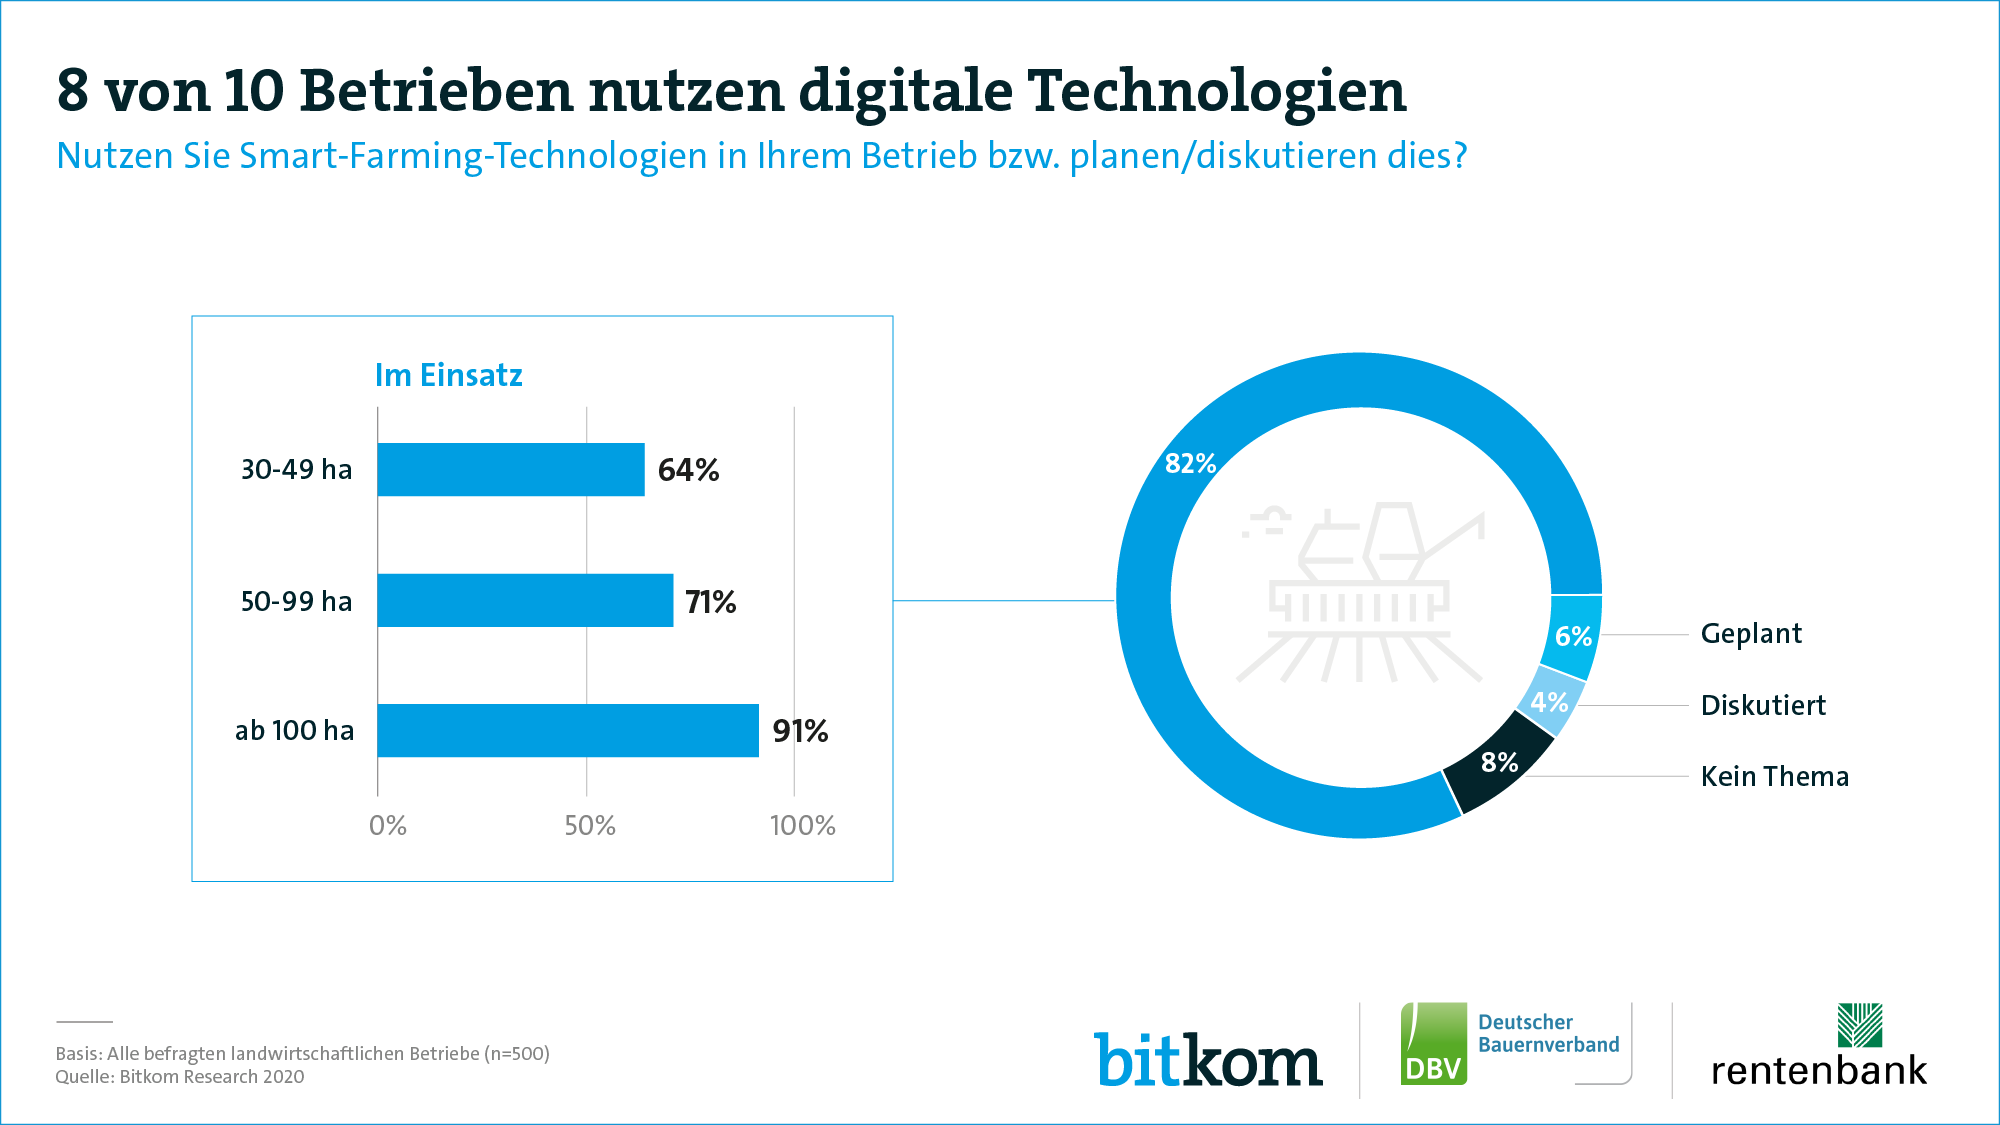 8 von 10 Betrieben nutzen digitale Technologien
Nutzen Sie Smart-Farming-Technologien in Ihrem Betrieb bzw. planen/diskutieren dies?
Im Einsatz
30-49 ha
64%
50-99 ha
71%
ab 100 ha
91%
0%
50%
100%
82%
6%
Geplant
4%
Diskutiert
8%
Kein Thema
Basis: Alle befragten landwirtschaftlichen Betriebe (n=500)
Quelle: Bitkom Research 2020
bitkom
DBV
Deutscher
Bauernverband
rentenbank